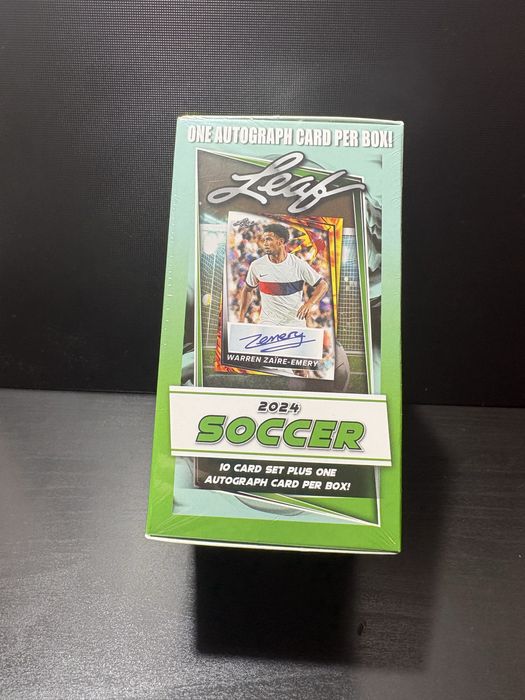 ONE AUTOGRAPH CARD PER BOX!
Leaf
Leaf
Zemery
WARREN ZAÏRE-EMERY
2024
SOCCER
10 CARD SET PLUS ONE
AUTOGRAPH CARD PER BOX!